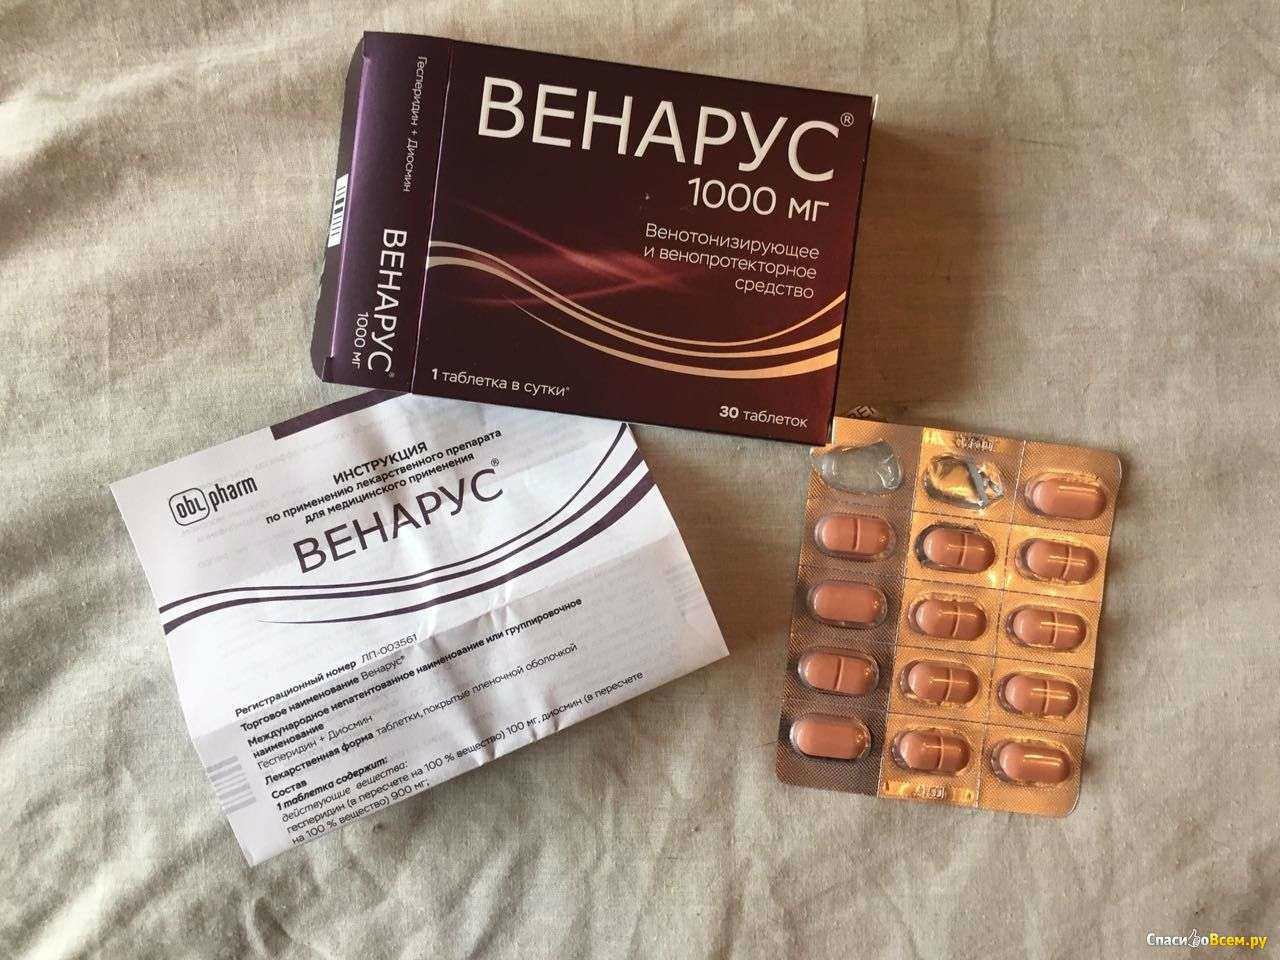 ВЕНАРУС®
1000 мг
Венотонизирующее
и венопротекторное
средство
1 таблетка в сутки*
30 таблеток
Гесперидин + Диосмин
ВЕНАРУС®
1000 мг
obl pharm
ИНСТРУКЦИЯ
по применению лекарственного препарата
для медицинского применения
ВЕНАРУС®
Регистрационный номер ЛП-003561
Торговое наименование Венарус®
Международное непатентованное наименование или группировочное
наименование
Гесперидин + Диосмин
Лекарственная форма таблетки, покрытые пленочной оболочкой
Состав
1 таблетка содержит:
действующие вещества:
гесперидин (в пересчете на 100 % вещество) 100 мг, диосмин (в пересчете
на 100 % вещество) 900 мг;
СпасибоВсем.ру